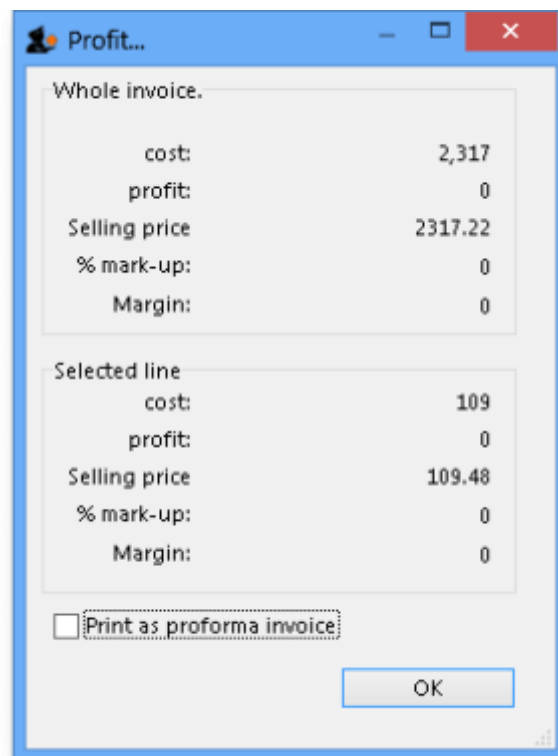 Profit...
Whole invoice.
cost: 2,317
profit: 0
Selling price 2317.22
% mark-up: 0
Margin: 0
Selected line
cost: 109
profit: 0
Selling price 109.48
% mark-up: 0
Margin: 0
Print as proforma invoice
OK